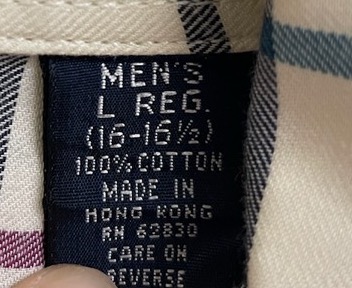 MEN'S
L REG.
(16-16½)
100% COTTON
MADE IN
HONG KONG
RN 62830
CARE ON
REVERSE